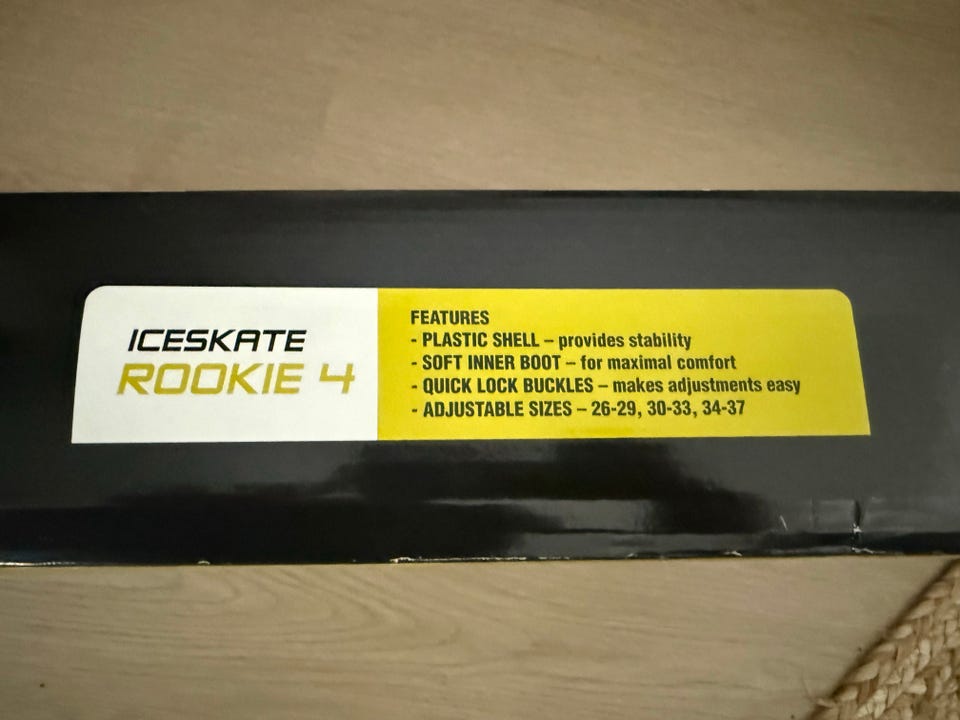 ICESKATE
ROOKIE 4
FEATURES
- PLASTIC SHELL – provides stability
- SOFT INNER BOOT – for maximal comfort
- QUICK LOCK BUCKLES – makes adjustments easy
- ADJUSTABLE SIZES – 26-29, 30-33, 34-37